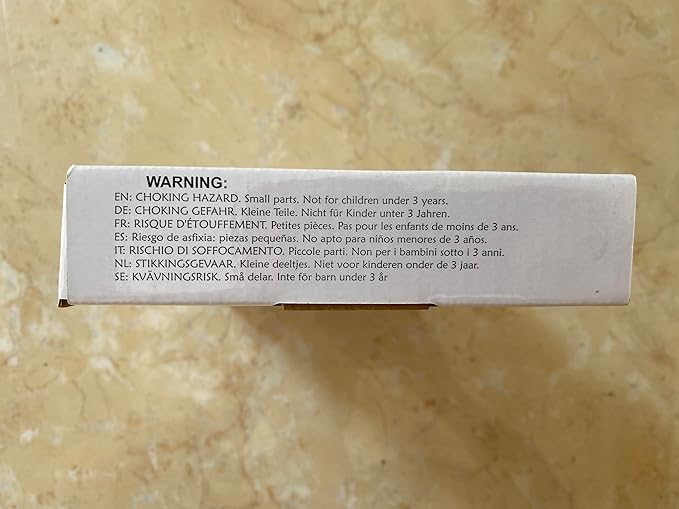 WARNING:
EN: CHOKING HAZARD. Small parts. Not for children under 3 years.
DE: CHOKING GEFAHR. Kleine Teile. Nicht für Kinder unter 3 Jahren.
FR: RISQUE D'ÉTOUFFEMENT. Petites pièces. Pas pour les enfants de moins de 3 ans.
ES: Riesgo de asfixia: piezas pequeñas. No apto para niños menores de 3 años.
IT: RISCHIO DI SOFFOCAMENTO. Piccole parti. Non per i bambini sotto i 3 anni.
NL: STIKKINGSGEVAAR. Kleine deeltjes. Niet voor kinderen onder de 3 jaar.
SE: KVÄVNINGSRISK. Små delar. Inte för barn under 3 år